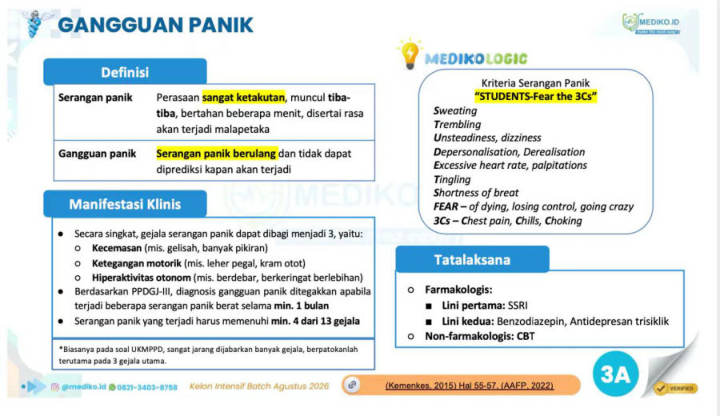 GANGGUAN PANIK
MEDIKO.ID
Definisi
Serangan panik
Perasaan sangat ketakutan, muncul tiba-
tiba, bertahan beberapa menit, disertai rasa
akan terjadi malapetaka
Gangguan panik
Serangan panik berulang dan tidak dapat
diprediksi kapan akan terjadi
Manifestasi Klinis
● Secara singkat, gejala serangan panik dapat dibagi menjadi 3, yaitu:
o Kecemasan (mis. gelisah, banyak pikiran)
o Ketegangan motorik (mis. leher pegal, kram otot)
o Hiperaktivitas otonom (mis. berdebar, berkeringat berlebihan)
● Berdasarkan PPDGJ-III, diagnosis gangguan panik ditegakkan apabila
terjadi beberapa serangan panik berat selama min. 1 bulan
● Serangan panik yang terjadi harus memenuhi min. 4 dari 13 gejala
*Biasanya pada soal UKMPPD, sangat jarang dijabarkan banyak gejala, berpatokanlah
terutama pada 3 gejala utama.
MEDIKOLOGIC
Kriteria Serangan Panik
"STUDENTS-Fear the 3Cs"
Sweating
Trembling
Unsteadiness, dizziness
Depersonalisation, Derealisation
Excessive heart rate, palpitations
Tingling
Shortness of breat
FEAR – of dying, losing control, going crazy
3Cs – Chest pain, Chills, Choking
Tatalaksana
o Farmakologis:
■ Lini pertama: SSRI
■ Lini kedua: Benzodiazepin, Antidepresan trisiklik
o Non-farmakologis: CBT
3A
VERIFIED
@mediko.id 0821-3403-8758 Kelon Intensif Batch Agustus 2026
(Kemenkes, 2015) Hal 55-57, (AAFP, 2022)
MEDIKO.ID